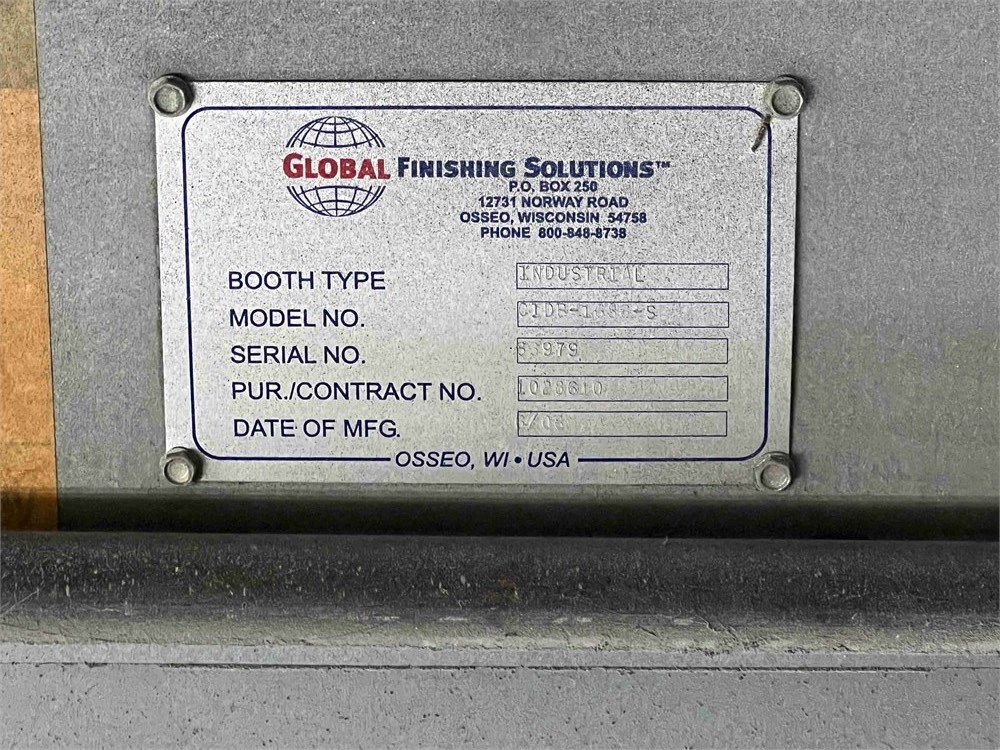 GLOBAL FINISHING SOLUTIONS™
P.O. BOX 250
12731 NORWAY ROAD
OSSEO, WISCONSIN 54758
PHONE 800-848-8738
BOOTH TYPE INDUSTRIAL
MODEL NO.
SERIAL NO.
PUR./CONTRACT NO.
DATE OF MFG.
OSSEO, WI • USA